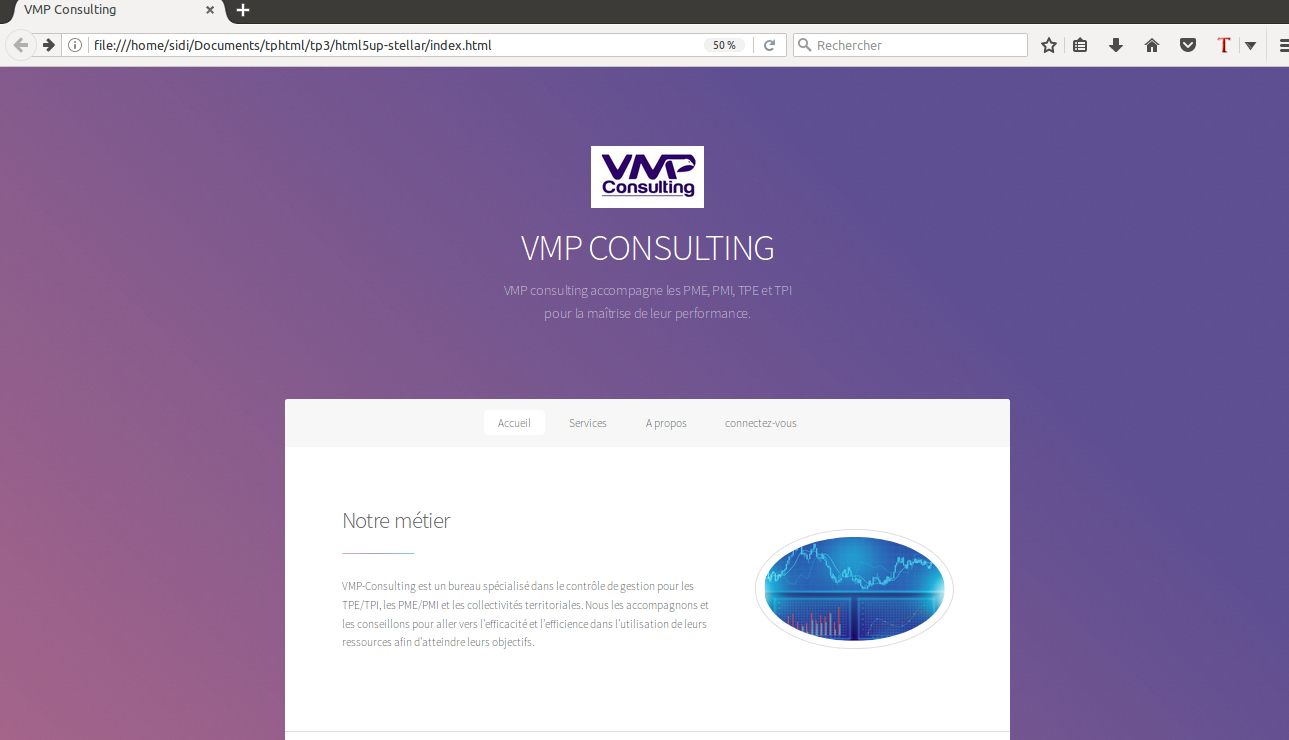 VMP Consulting
file:///home/sidi/Documents/tphtml/tp3/html5up-stellar/index.html
50 %
Rechercher
T
VMP
Consulting
VMP CONSULTING
VMP consulting accompagne les PME, PMI, TPE et TPI
pour la maîtrise de leur performance.
Accueil
Services
A propos
connectez-vous
Notre métier
VMP-Consulting est un bureau spécialisé dans le contrôle de gestion pour les
TPE/TPI, les PME/PMI et les collectivités territoriales. Nous les accompagnons et
les conseillons pour aller vers l'efficacité et l'efficience dans l'utilisation de leurs
ressources afin d'atteindre leurs objectifs.